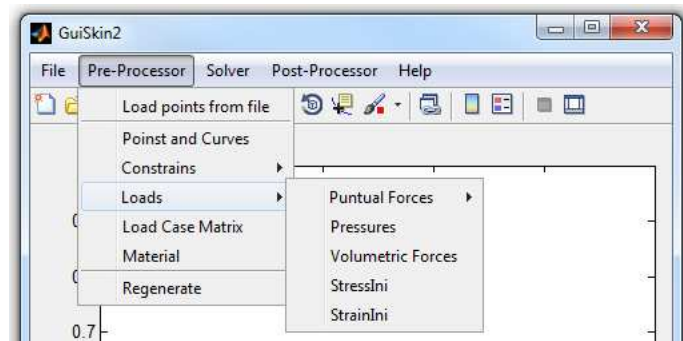 GuiSkin2
File Pre-Processor Solver Post-Processor Help
Load points from file
Poinst and Curves
Constrains
Loads
Load Case Matrix
Material
Regenerate
Puntual Forces
Pressures
Volumetric Forces
StressIni
StrainIni
0.7